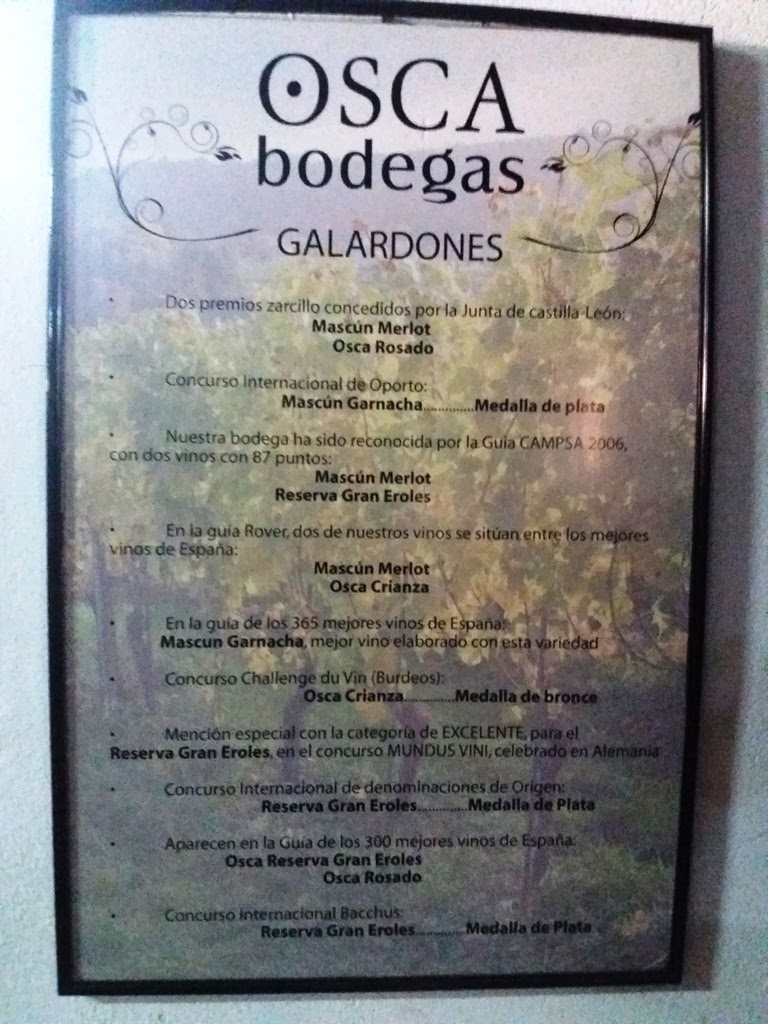 OSCA
bodegas
GALARDONES
· Dos premios zarcillo concedidos por la Junta de castilla-León:
Mascún Merlot
Osca Rosado
· Concurso Internacional de Oporto:
Mascún Garnacha..............Medalla de plata
· Nuestra bodega ha sido reconocida por la Guía CAMPSA 2006,
con dos vinos con 87 puntos:
Mascún Merlot
Reserva Gran Eroles
· En la guía Rover, dos de nuestros vinos se sitúan entre los mejores
vinos de España:
Mascún Merlot
Osca Crianza
· En la guía de los 365 mejores vinos de España:
Mascun Garnacha, mejor vino elaborado con esta variedad
· Concurso Challenge du Vin (Burdeos):
Osca Crianza..............Medalla de bronce
· Mención especial con la categoría de EXCELENTE, para el
Reserva Gran Eroles, en el concurso MUNDUS VINI, celebrado en Alemania
· Concurso Internacional de denominaciones de Origen:
Reserva Gran Eroles..............Medalla de Plata
· Aparecen en la Guía de los 300 mejores vinos de España:
Osca Reserva Gran Eroles
Osca Rosado
· Concurso internacional Bacchus:
Reserva Gran Eroles..............Medalla de Plata